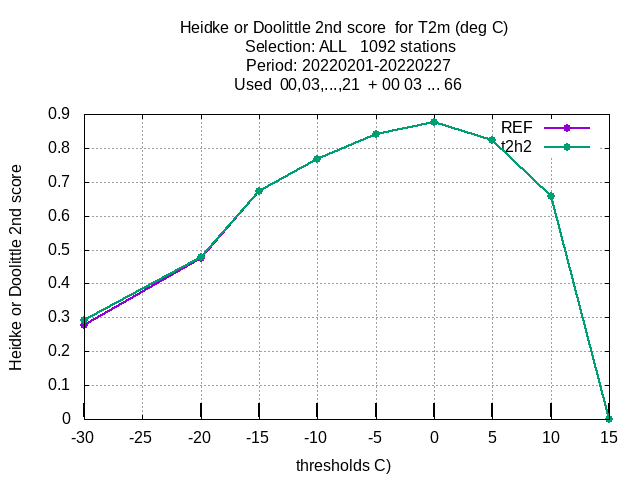 Heidke or Doolittle 2nd score  for T2m (deg C)
Selection: ALL   1092 stations
Period: 20220201-20220227
Used  00,03,...,21  + 00 03 ... 66
Heidke or Doolittle 2nd score
0.9
0.8
0.7
0.6
0.5
0.4
0.3
0.2
0.1
0
REF
t2h2
-30 -25 -20 -15 -10 -5 0 5 10 15
thresholds C)